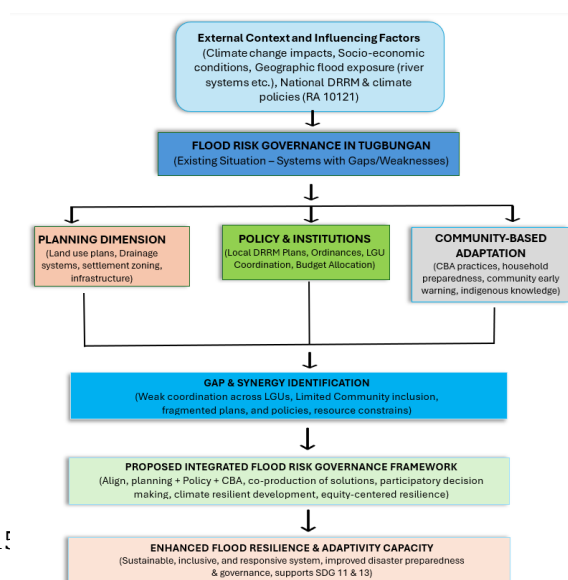 External Context and Influencing Factors
(Climate change impacts, Socio-economic
conditions, Geographic flood exposure (river
systems etc.), National DRRM & climate
policies (RA 10121)
FLOOD RISK GOVERNANCE IN TUGBUNGAN
(Existing Situation – Systems with Gaps/Weaknesses)
PLANNING DIMENSION
(Land use plans, Drainage
systems, settlement zoning,
infrastructure)
POLICY & INSTITUTIONS
(Local DRRM Plans, Ordinances, LGU
Coordination, Budget Allocation)
COMMUNITY-BASED
ADAPTATION
(CBA practices, household
preparedness, community early
warning, indigenous knowledge)
GAP & SYNERGY IDENTIFICATION
(Weak coordination across LGUs, Limited Community inclusion,
fragmented plans, and policies, resource constrains)
PROPOSED INTEGRATED FLOOD RISK GOVERNANCE FRAMEWORK
(Align, planning + Policy + CBA, co-production of solutions, participatory decision
making, climate resilient development, equity-centered resilience)
ENHANCED FLOOD RESILIENCE & ADAPTIVITY CAPACITY
(Sustainable, inclusive, and responsive system, improved disaster preparedness
& governance, supports SDG 11 & 13)